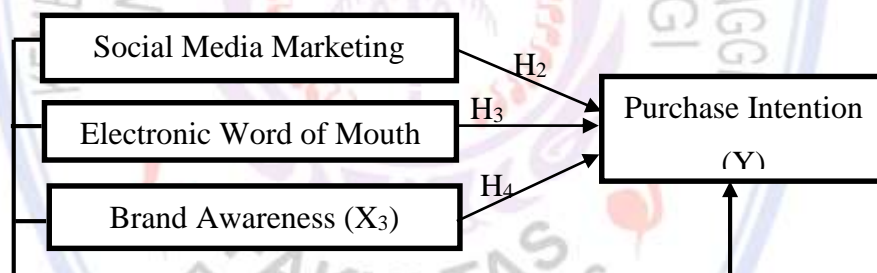 Social Media Marketing
H₂
Purchase Intention
(Y)
H₃
Electronic Word of Mouth
H₄
Brand Awareness (X₃)